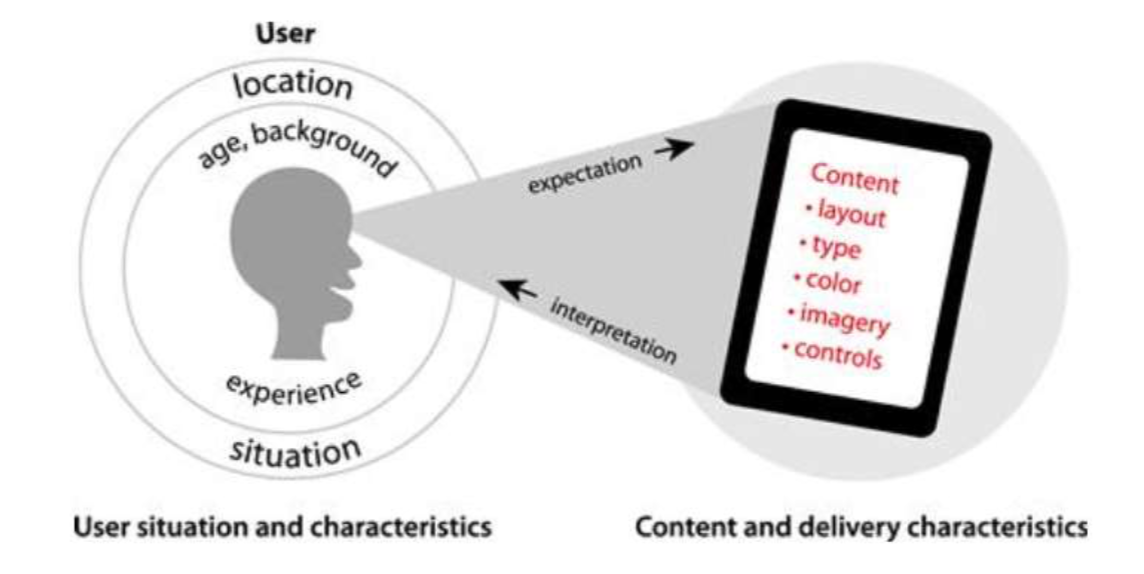 User
location
age, background
experience
situation
expectation
interpretation
Content
• layout
• type
• color
• imagery
• controls
User situation and characteristics
Content and delivery characteristics